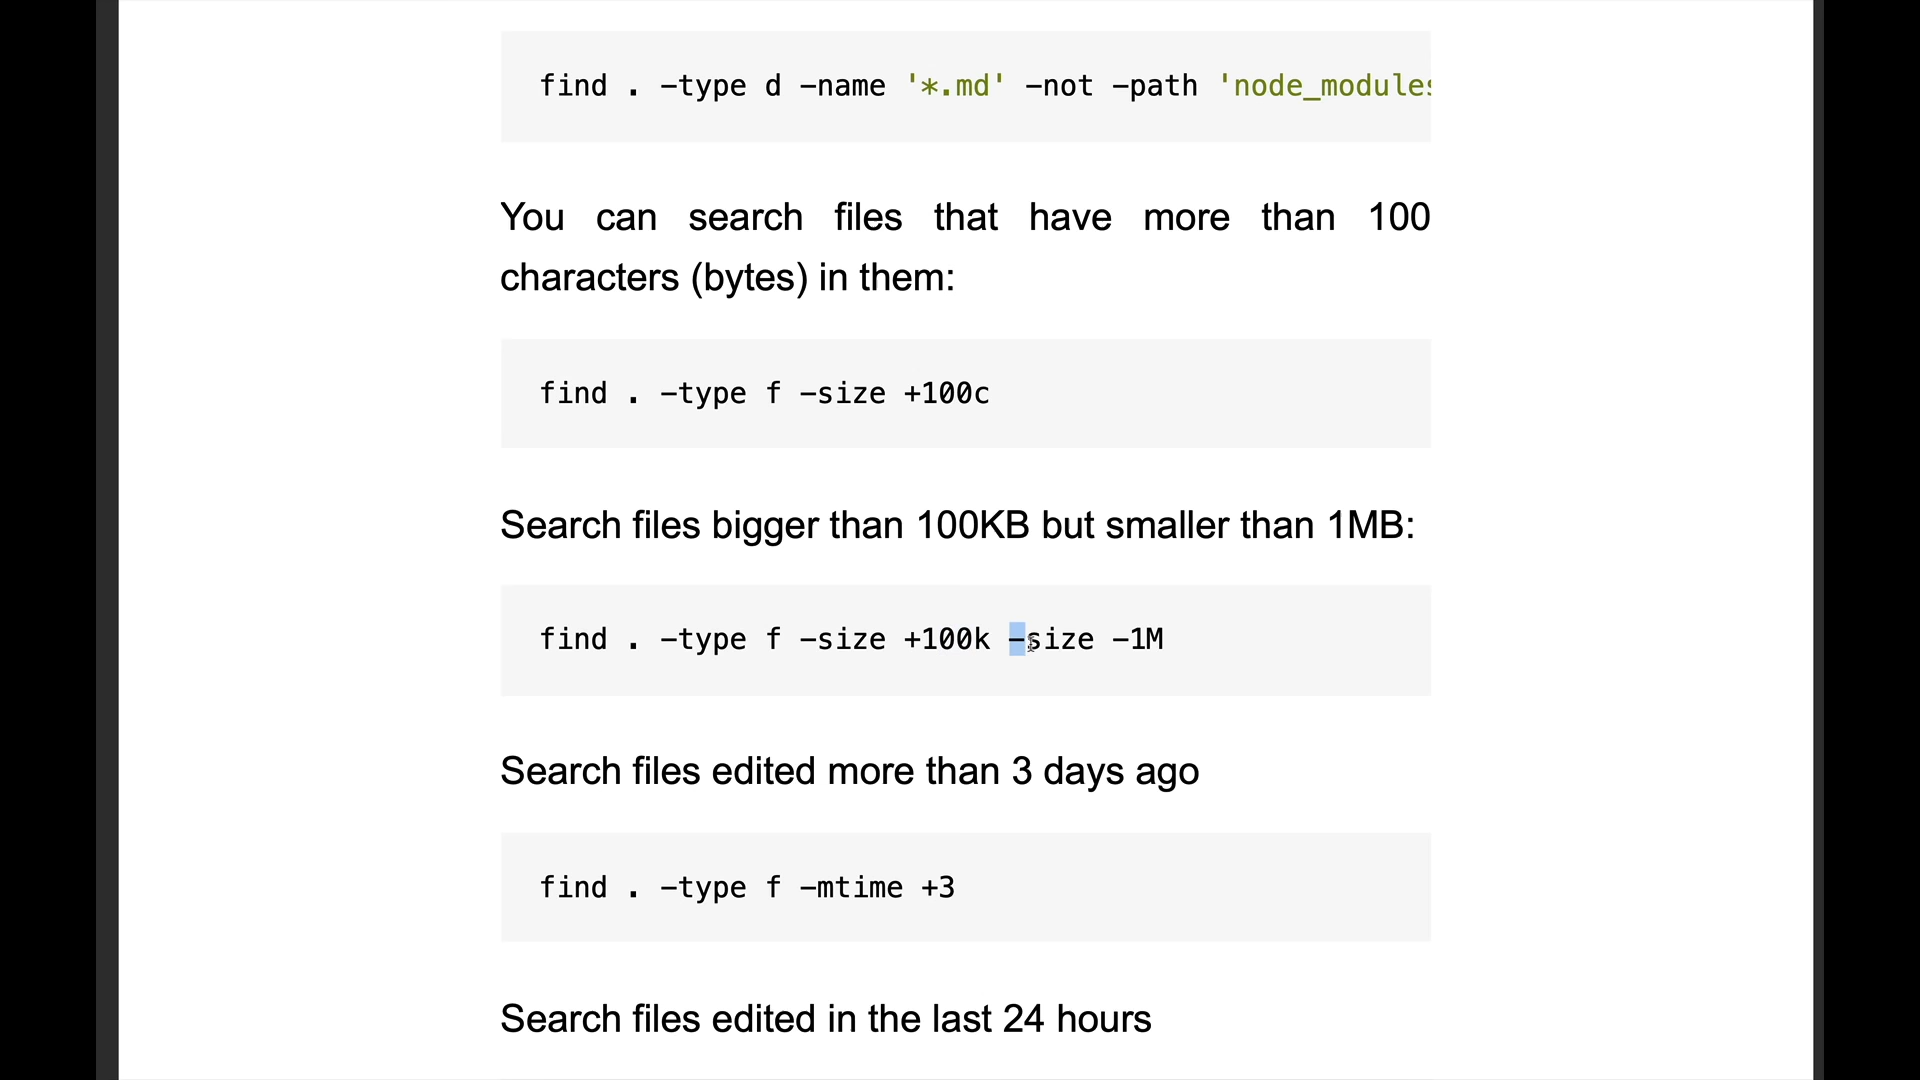 find . -type d -name '*.md' -not -path 'node_modules
You can search files that have more than 100
characters (bytes) in them:
find . -type f -size +100c
Search files bigger than 100KB but smaller than 1MB:
find . -type f -size +100k -size -1M
Search files edited more than 3 days ago
find . -type f -mtime +3
Search files edited in the last 24 hours